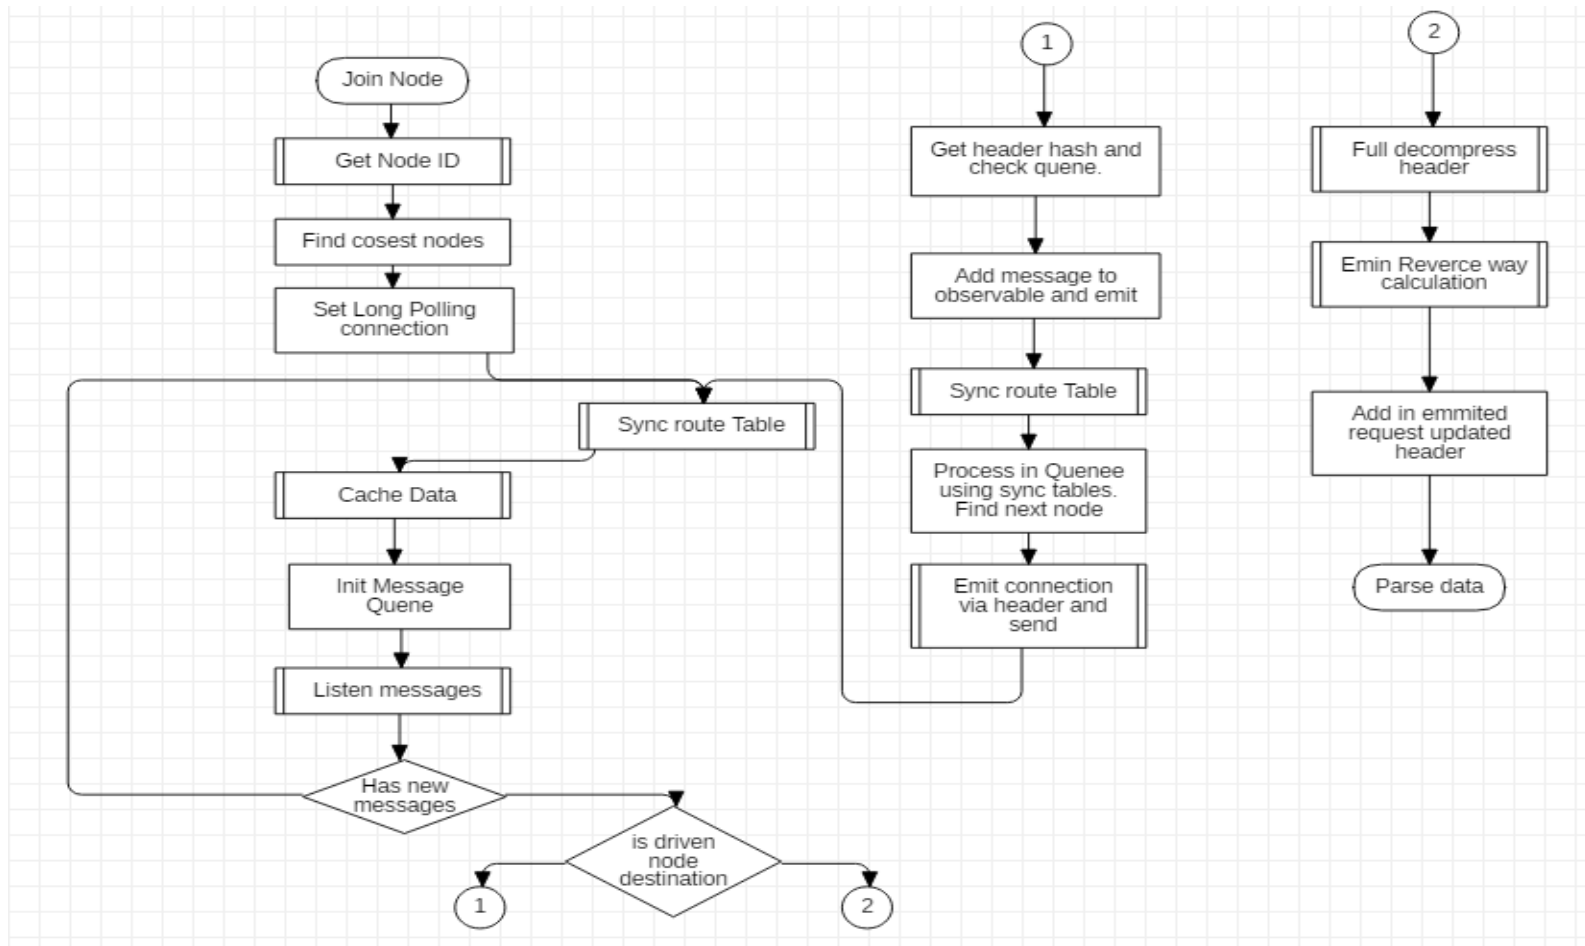 Join Node
Get Node ID
Find cosest nodes
Set Long Polling
connection
Sync route Table
Cache Data
Init Message
Quene
Listen messages
Has new
messages
is driven
node
destination
1
2
1
Get header hash and
check quene.
Add message to
observable and emit
Sync route Table
Process in Quenee
using sync tables.
Find next node
Emit connection
via header and
send
2
Full decompress
header
Emin Reverce way
calculation
Add in emmited
request updated
header
Parse data